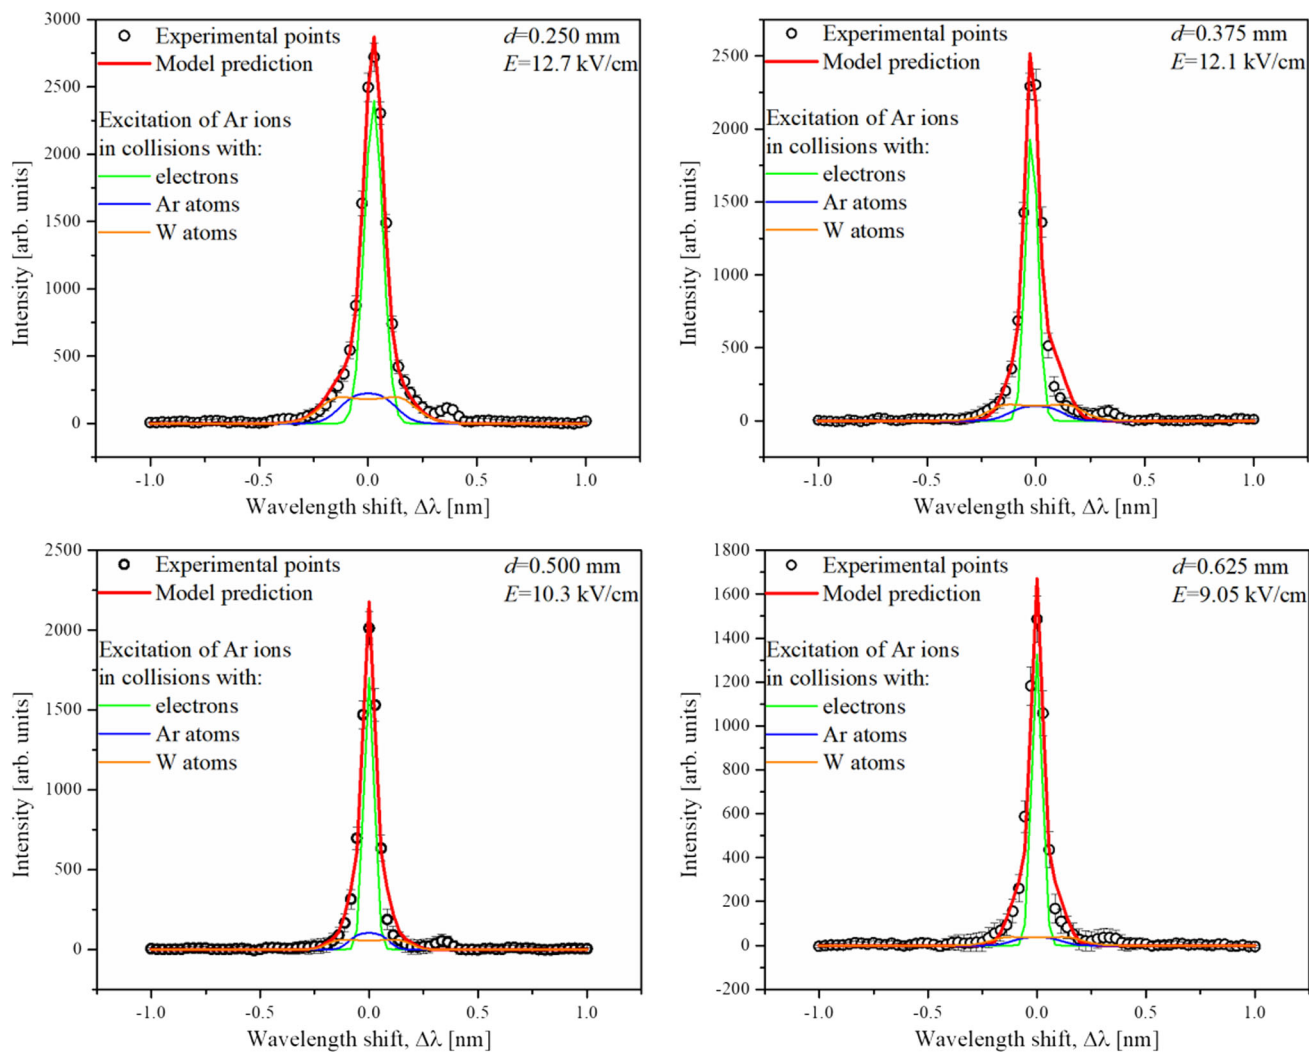 Experimental points
Model prediction
d=0.250 mm
E=12.7 kV/cm
Excitation of Ar ions
in collisions with:
electrons
Ar atoms
W atoms
3000
2500
2000
1500
1000
500
0
Intensity [arb. units]
-1.0 -0.5 0.0 0.5 1.0
Wavelength shift, Δλ [nm]
Experimental points
Model prediction
d=0.375 mm
E=12.1 kV/cm
Excitation of Ar ions
in collisions with:
electrons
Ar atoms
W atoms
2500
2000
1500
1000
500
0
Intensity [arb. units]
-1.0 -0.5 0.0 0.5 1.0
Wavelength shift, Δλ [nm]
Experimental points
Model prediction
d=0.500 mm
E=10.3 kV/cm
Excitation of Ar ions
in collisions with:
electrons
Ar atoms
W atoms
2500
2000
1500
1000
500
0
Intensity [arb. units]
-1.0 -0.5 0.0 0.5 1.0
Wavelength shift, Δλ [nm]
Experimental points
Model prediction
d=0.625 mm
E=9.05 kV/cm
Excitation of Ar ions
in collisions with:
electrons
Ar atoms
W atoms
1800
1600
1400
1200
1000
800
600
400
200
0
-200
Intensity [arb. units]
-1.0 -0.5 0.0 0.5 1.0
Wavelength shift, Δλ [nm]